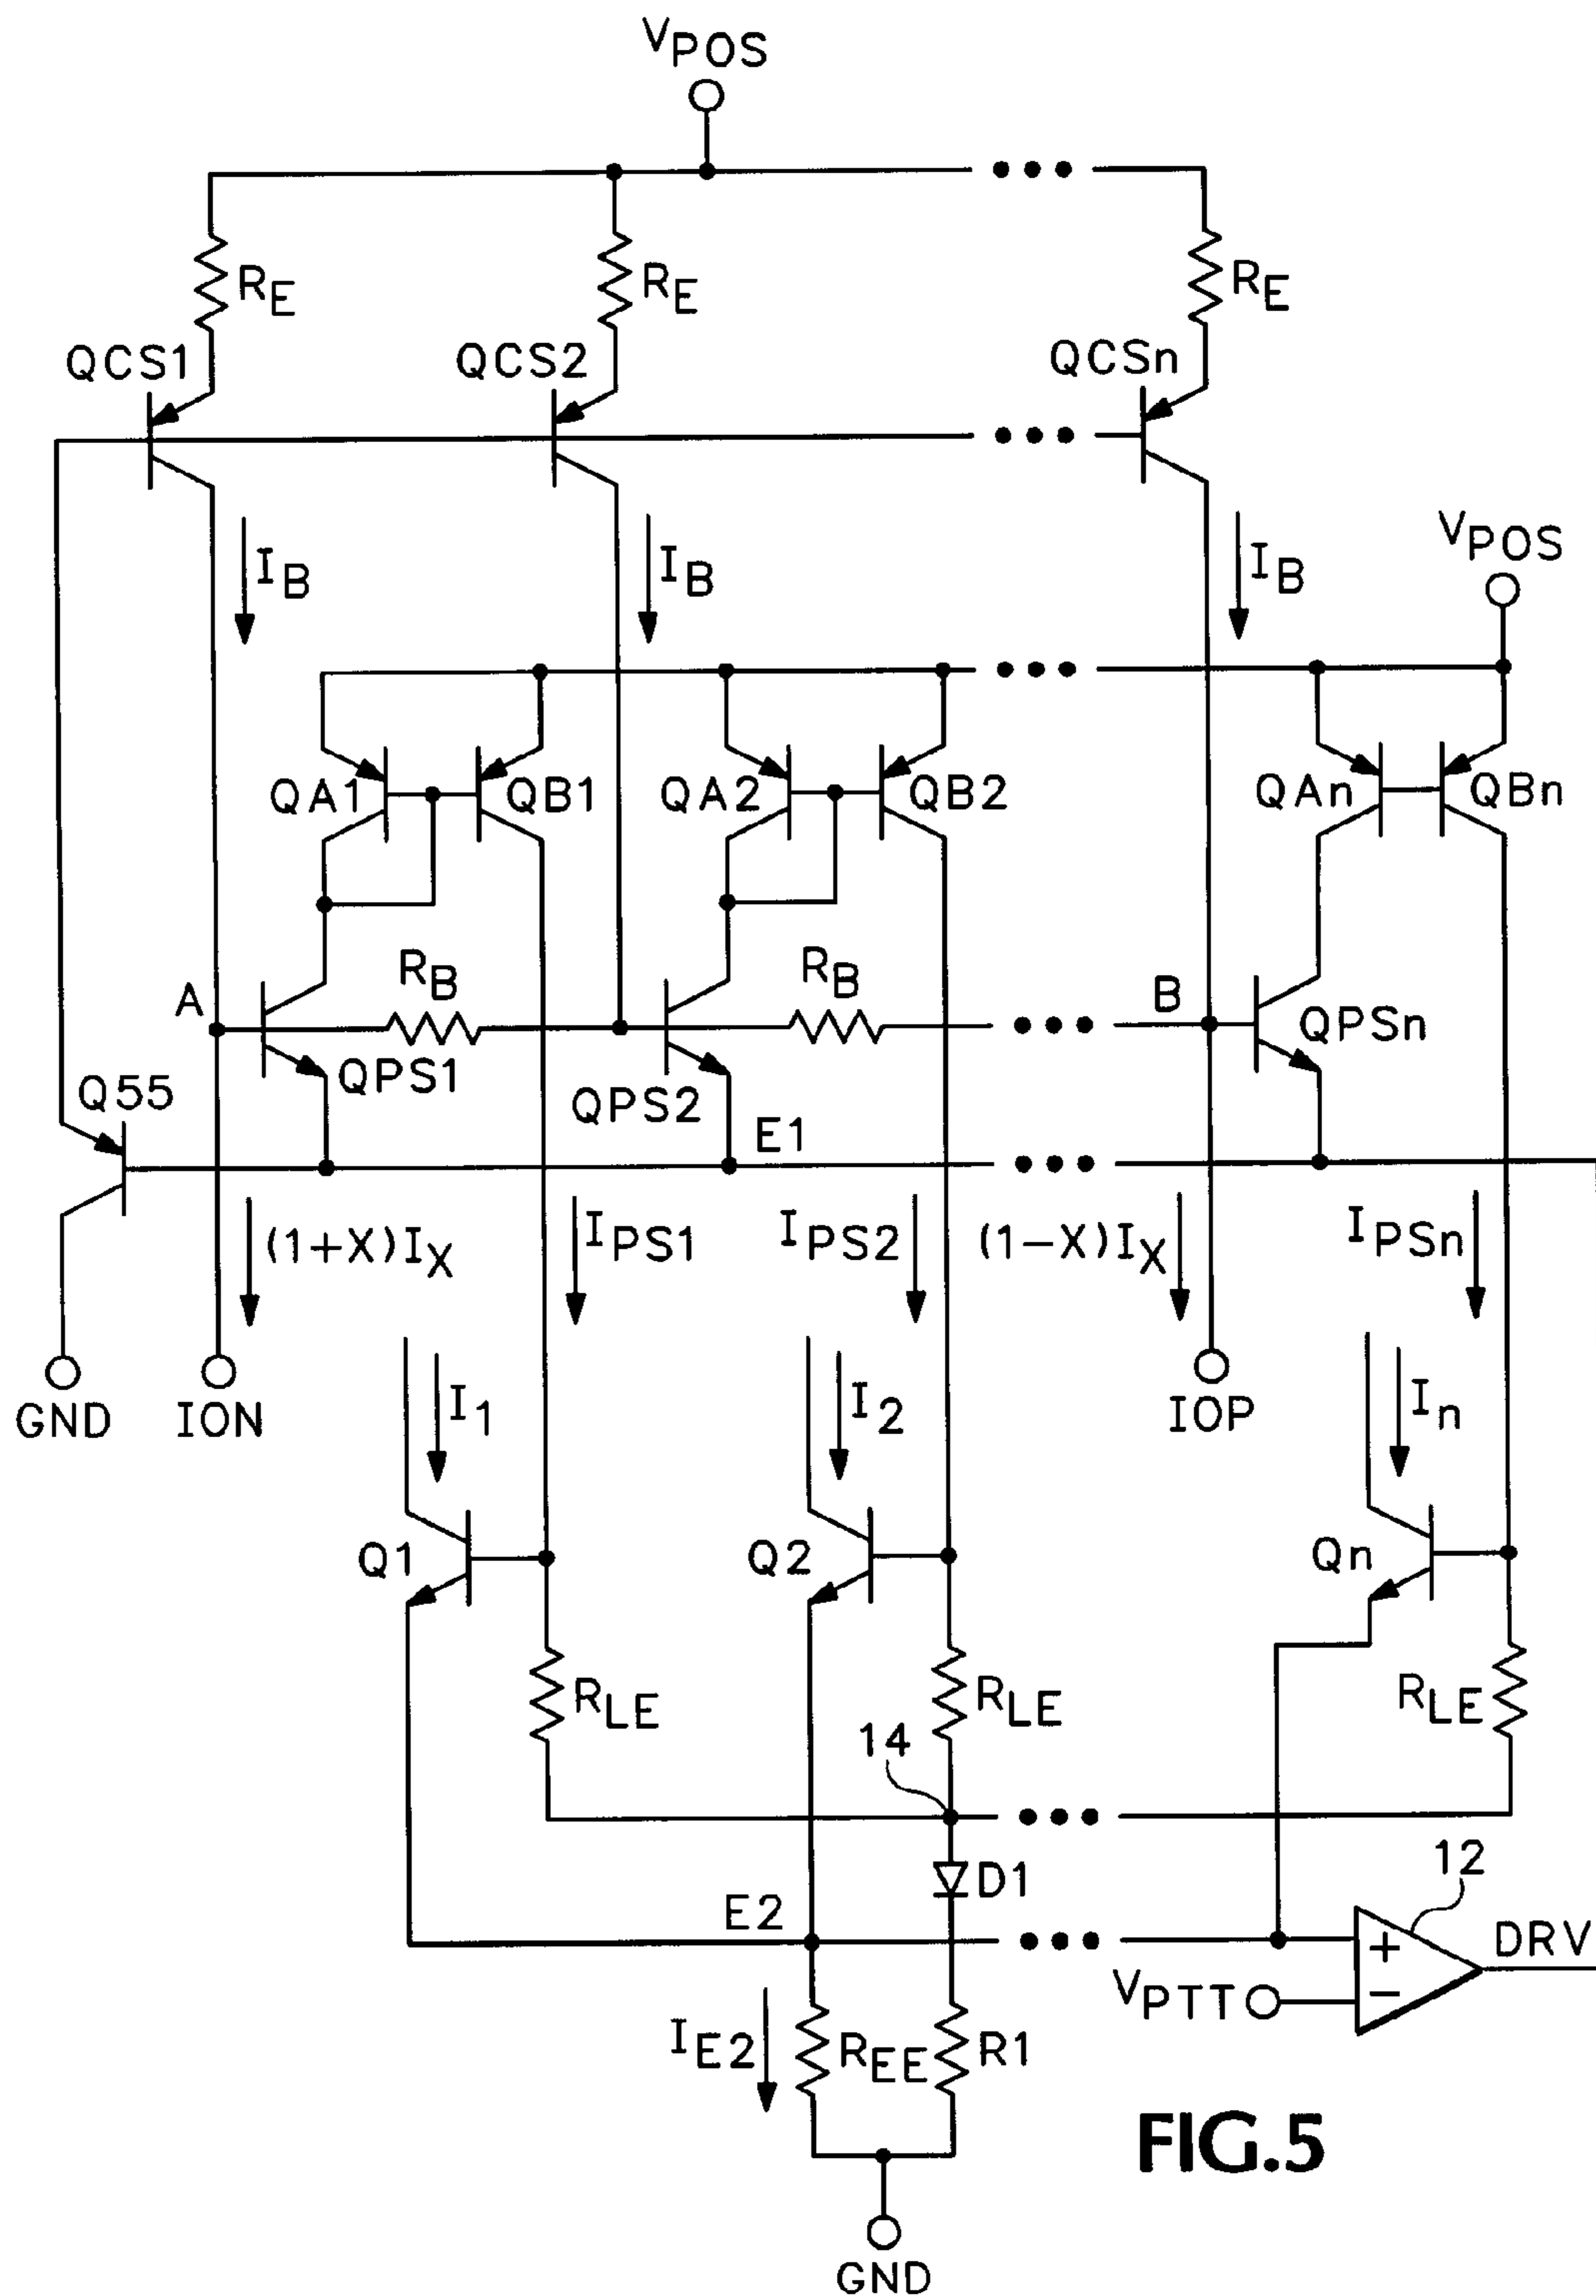 VPOS
RE
RE
RE
QCS1
QCS2
QCSn
IB
IB
IB
VPOS
QA1
QB1
QA2
QB2
QAn
QBn
A
RB
RB
B
QPS1
QPS2
QPSn
Q55
E1
(1+X)IX
IPS1
IPS2
(1-X)IX
IPSn
GND
ION
I1
I2
IOP
In
Q1
Q2
Qn
RLE
RLE
RLE
14
D1
12
E2
DRV
+
VPTT
-
IE2
REE
R1
FIG.5
GND